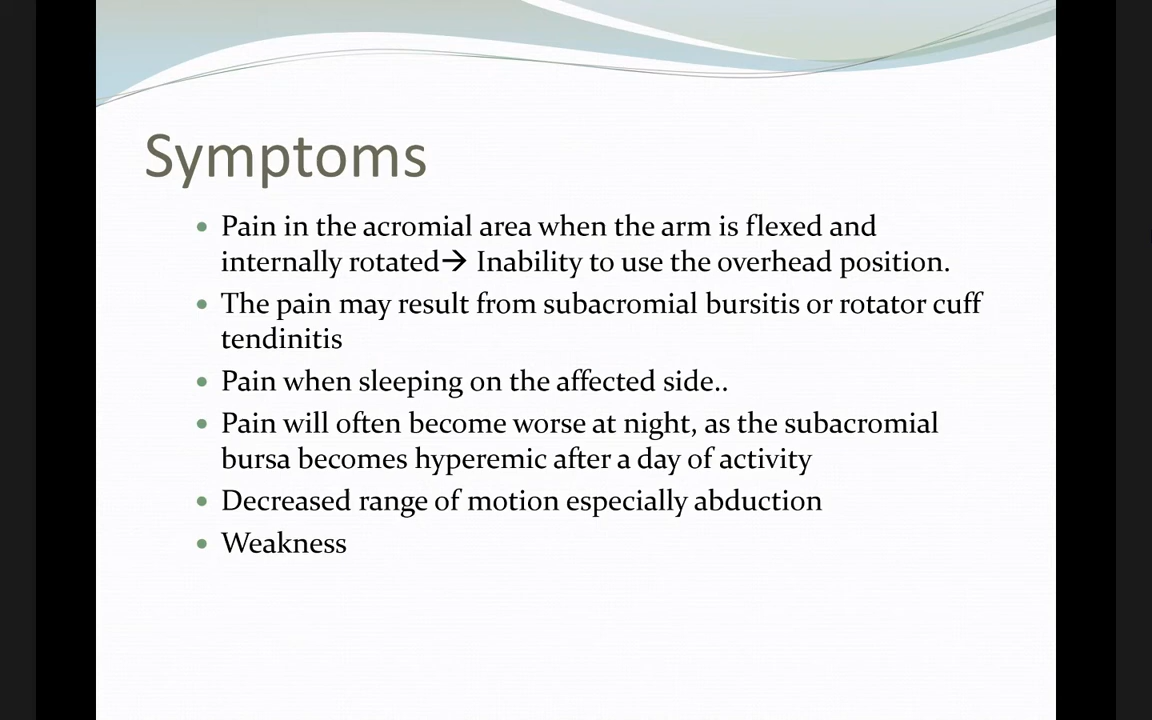 Symptoms
• Pain in the acromial area when the arm is flexed and
internally rotated→ Inability to use the overhead position.
• The pain may result from subacromial bursitis or rotator cuff
tendinitis
• Pain when sleeping on the affected side..
• Pain will often become worse at night, as the subacromial
bursa becomes hyperemic after a day of activity
• Decreased range of motion especially abduction
• Weakness